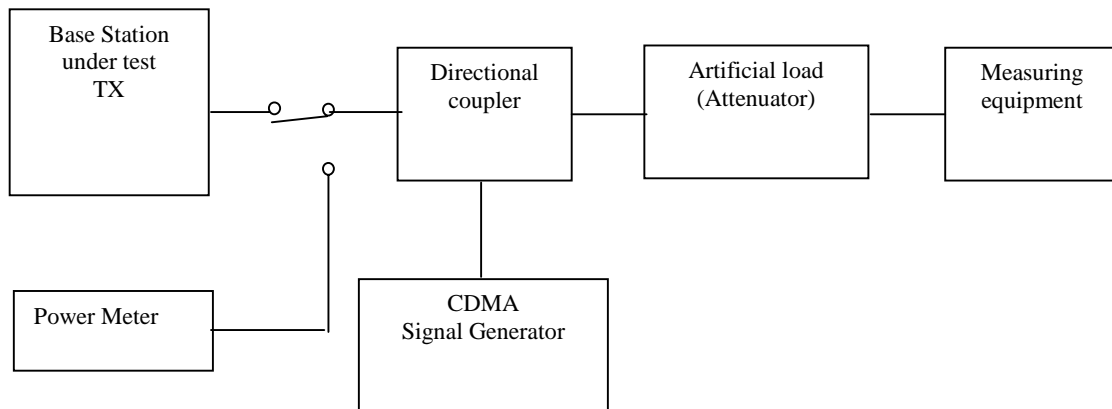 Base Station
under test
TX
Directional
coupler
Artificial load
(Attenuator)
Measuring
equipment
Power Meter
CDMA
Signal Generator